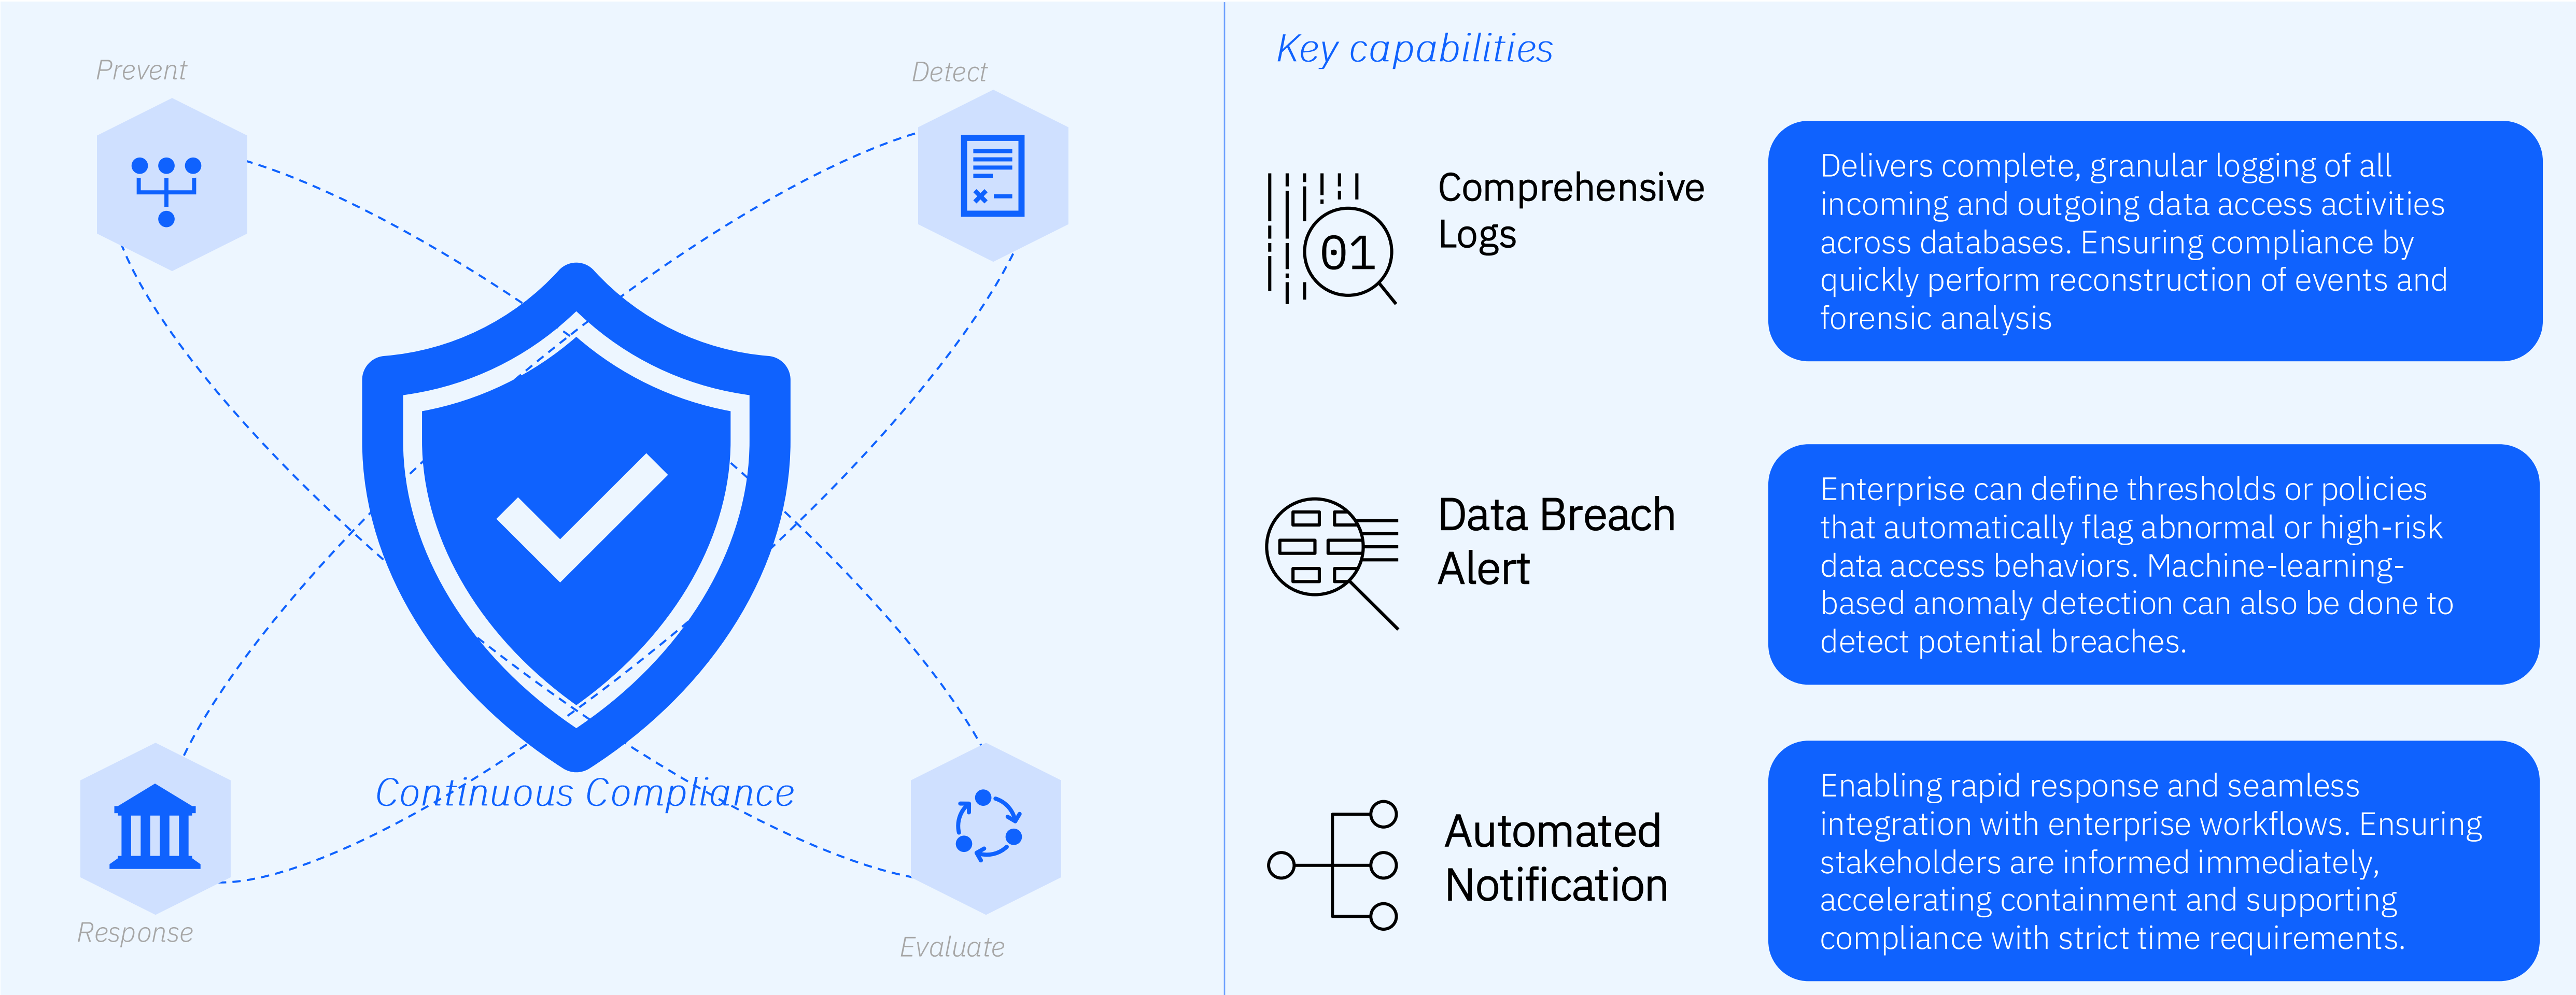 Prevent
Detect
Continuous Compliance
Response
Evaluate
Key capabilities
01
Comprehensive
Logs
Delivers complete, granular logging of all
incoming and outgoing data access activities
across databases. Ensuring compliance by
quickly perform reconstruction of events and
forensic analysis
Data Breach
Alert
Enterprise can define thresholds or policies
that automatically flag abnormal or high-risk
data access behaviors. Machine-learning-
based anomaly detection can also be done to
detect potential breaches.
Automated
Notification
Enabling rapid response and seamless
integration with enterprise workflows. Ensuring
stakeholders are informed immediately,
accelerating containment and supporting
compliance with strict time requirements.